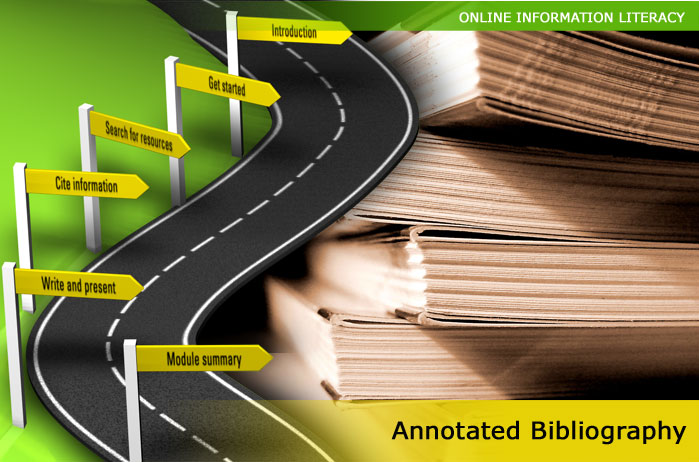 ONLINE INFORMATION LITERACY
Introduction
Get started
Search for resources
Cite information
Write and present
Module summary
Annotated Bibliography